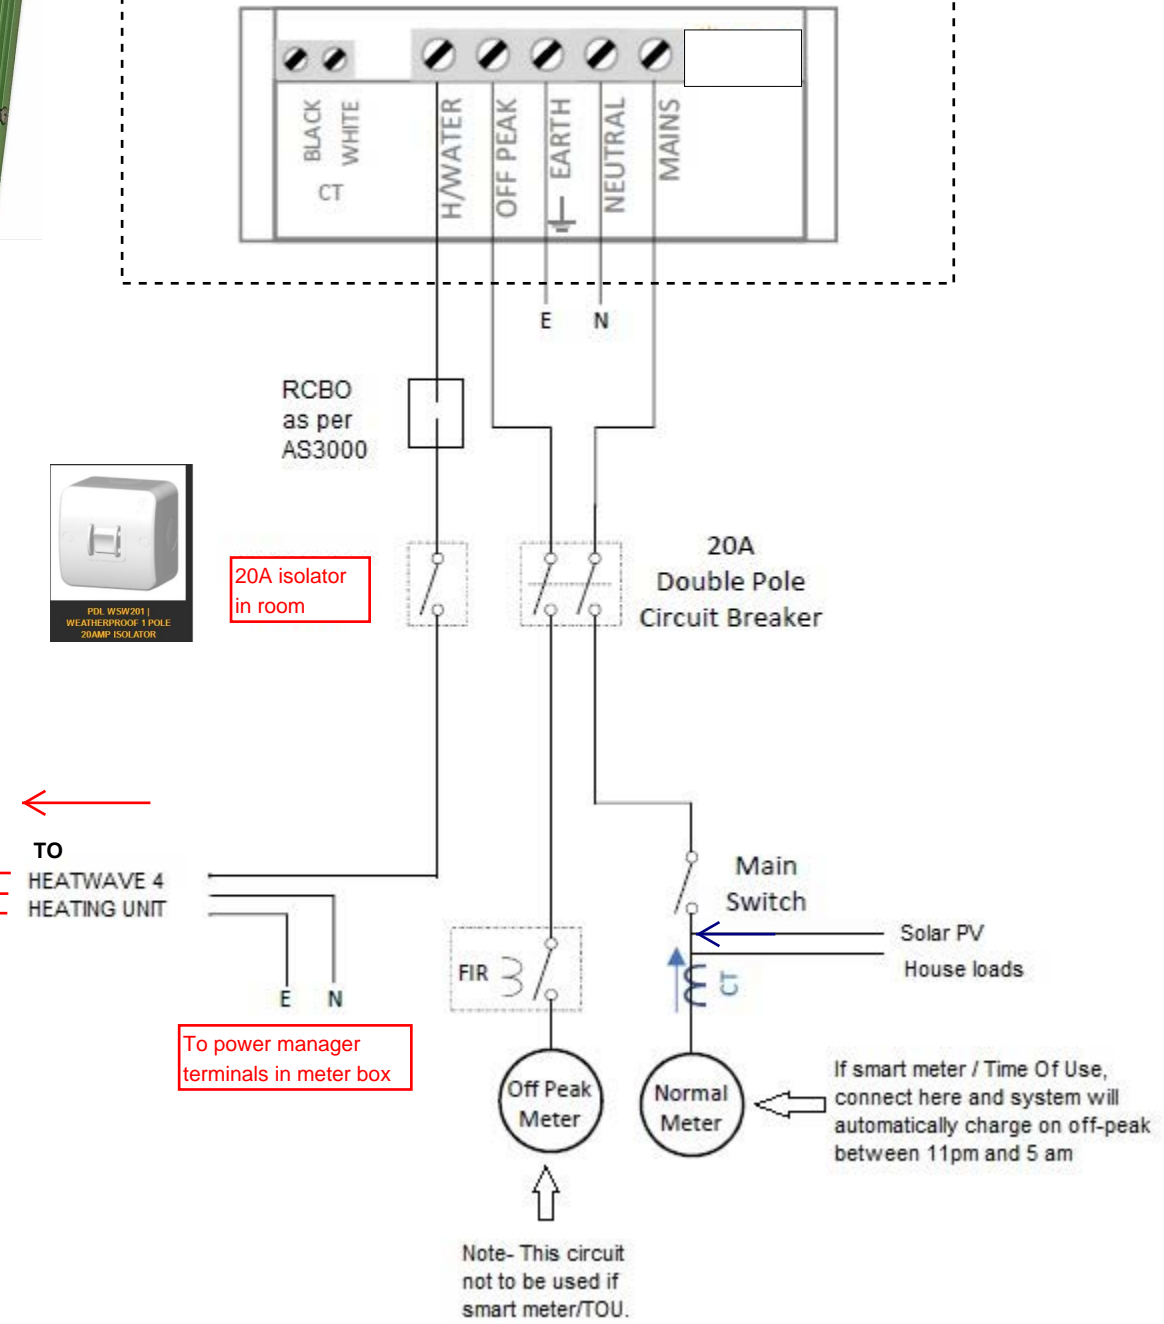 BLACK
WHITE
CT
H/WATER
OFF PEAK
EARTH
NEUTRAL
MAINS
E
N
RCBO
as per
AS3000
PDL WSW201 |
WEATHERPROOF 1 POLE
20AMP ISOLATOR
20A isolator
in room
20A
Double Pole
Circuit Breaker
TO
HEATWAVE 4
HEATING UNIT
E
N
To power manager
terminals in meter box
Main
Switch
Solar PV
House loads
CT
FIR
Off Peak
Meter
Normal
Meter
If smart meter / Time Of Use,
connect here and system will
automatically charge on off-peak
between 11pm and 5 am
Note- This circuit
not to be used if
smart meter/TOU.